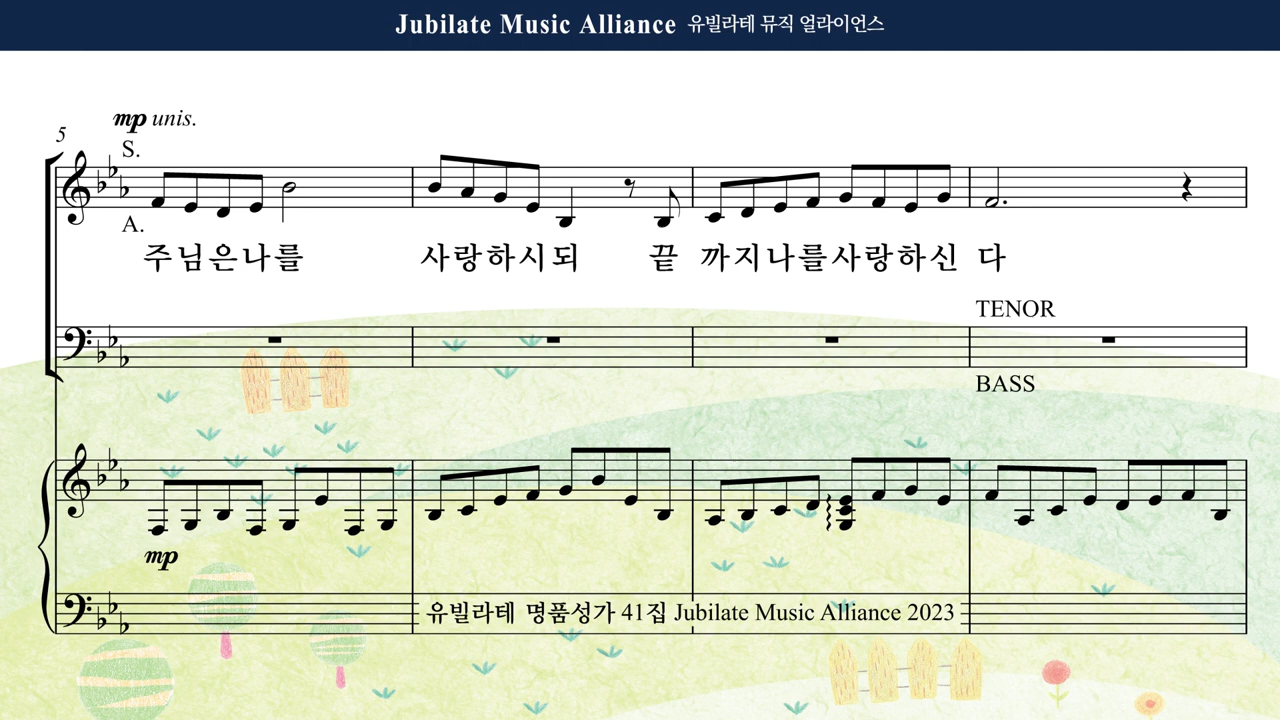 Jubilate Music Alliance 유빌라테 뮤직 얼라이언스
mp unis.
5
S.
A.
주님은나를 사랑하시되 끝 까지나를사랑하신 다
TENOR
BASS
mp
유빌라테 명품성가 41집 Jubilate Music Alliance 2023